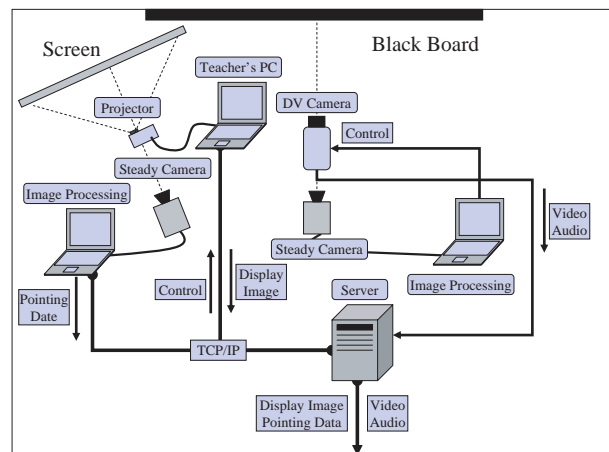 Screen
Black Board
Teacher's PC
Projector
DV Camera
Control
Steady Camera
Image Processing
Video
Audio
Steady Camera
Image Processing
Pointing
Date
Control
Display
Image
Server
TCP/IP
Display Image
Pointing Data
Video
Audio